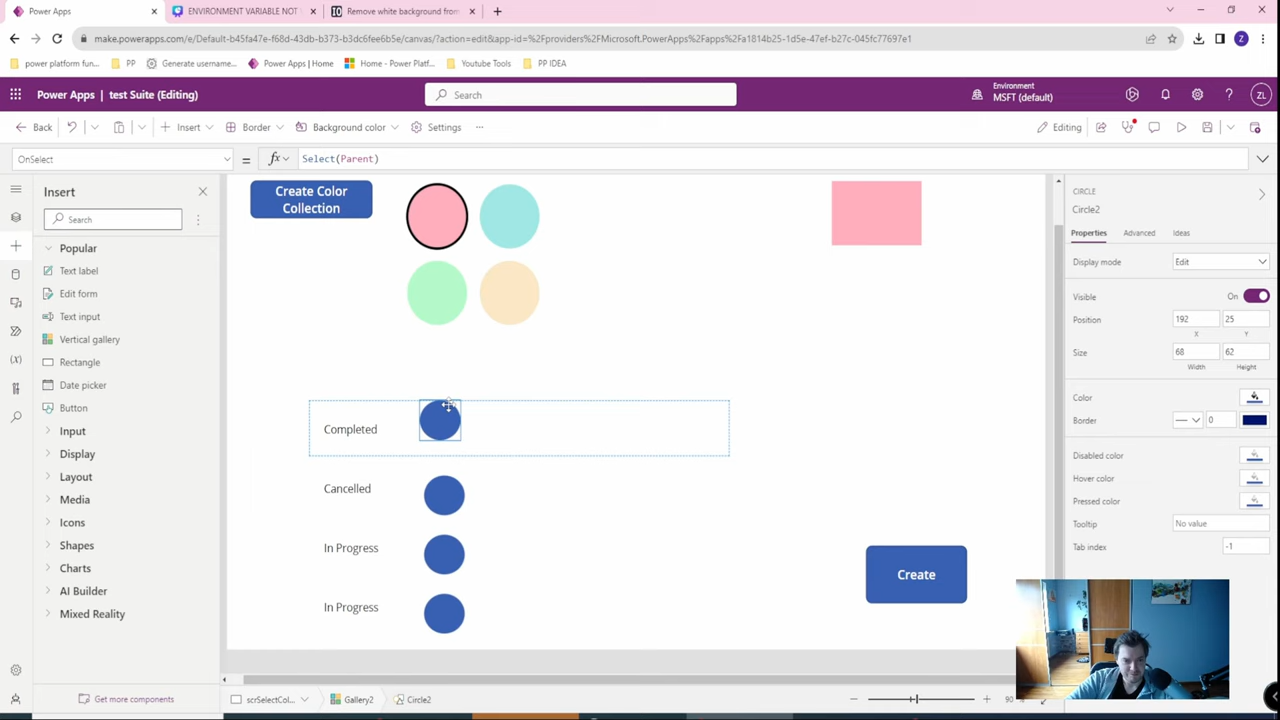 Power Apps
ENVIRONMENT VARIABLE NOT
Remove white background from
make.powerapps.com/e/Default-b45fa47e-f68d-43db-b373-b3dc6fee6b5e/canvas/?action=edit&app-id=%2Fproviders%2FMicrosoft.PowerApps%2Fapps%2Fa1814b25-1d5e-47ef-b27c-045fc77697e1
Z
power platform fun...
PP
Generate username...
Power Apps | Home
Home - Power Platf...
Youtube Tools
PP IDEA
Power Apps | test Suite (Editing)
Search
Environment
MSFT (default)
ZL
Back
Insert
Border
Background color
Settings
Editing
OnSelect
= fx Select(Parent)
Insert
Search
Popular
Text label
Edit form
Text input
Vertical gallery
Rectangle
Date picker
Button
Input
Display
Layout
Media
Icons
Shapes
Charts
AI Builder
Mixed Reality
Get more components
Create Color
Collection
Completed
Cancelled
In Progress
In Progress
Create
scrSelectCol...
Gallery2
Circle2
90
CIRCLE
Circle2
Properties
Advanced
Ideas
Display mode
Edit
Visible
On
Position
192
25
X
Y
Size
68
62
Width
Height
Color
Border
0
Disabled color
Hover color
Pressed color
Tooltip
No value
Tab index
-1